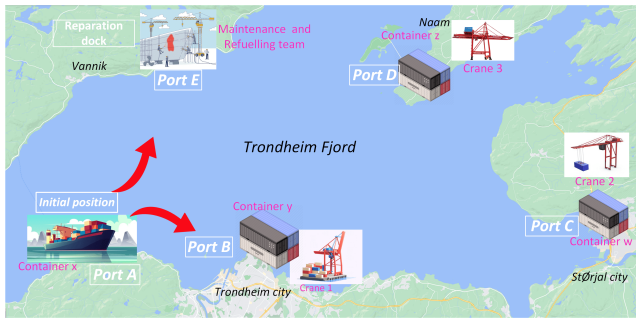 Reparation
dock
Vannik
Maintenance and
Refuelling team
Port E
Naam
Container z
Port D
Crane 3
Trondheim Fjord
Crane 2
Initial position
Container x
Port A
Container y
Port B
Crane 1
Trondheim city
Port C
Container w
StØrjal city